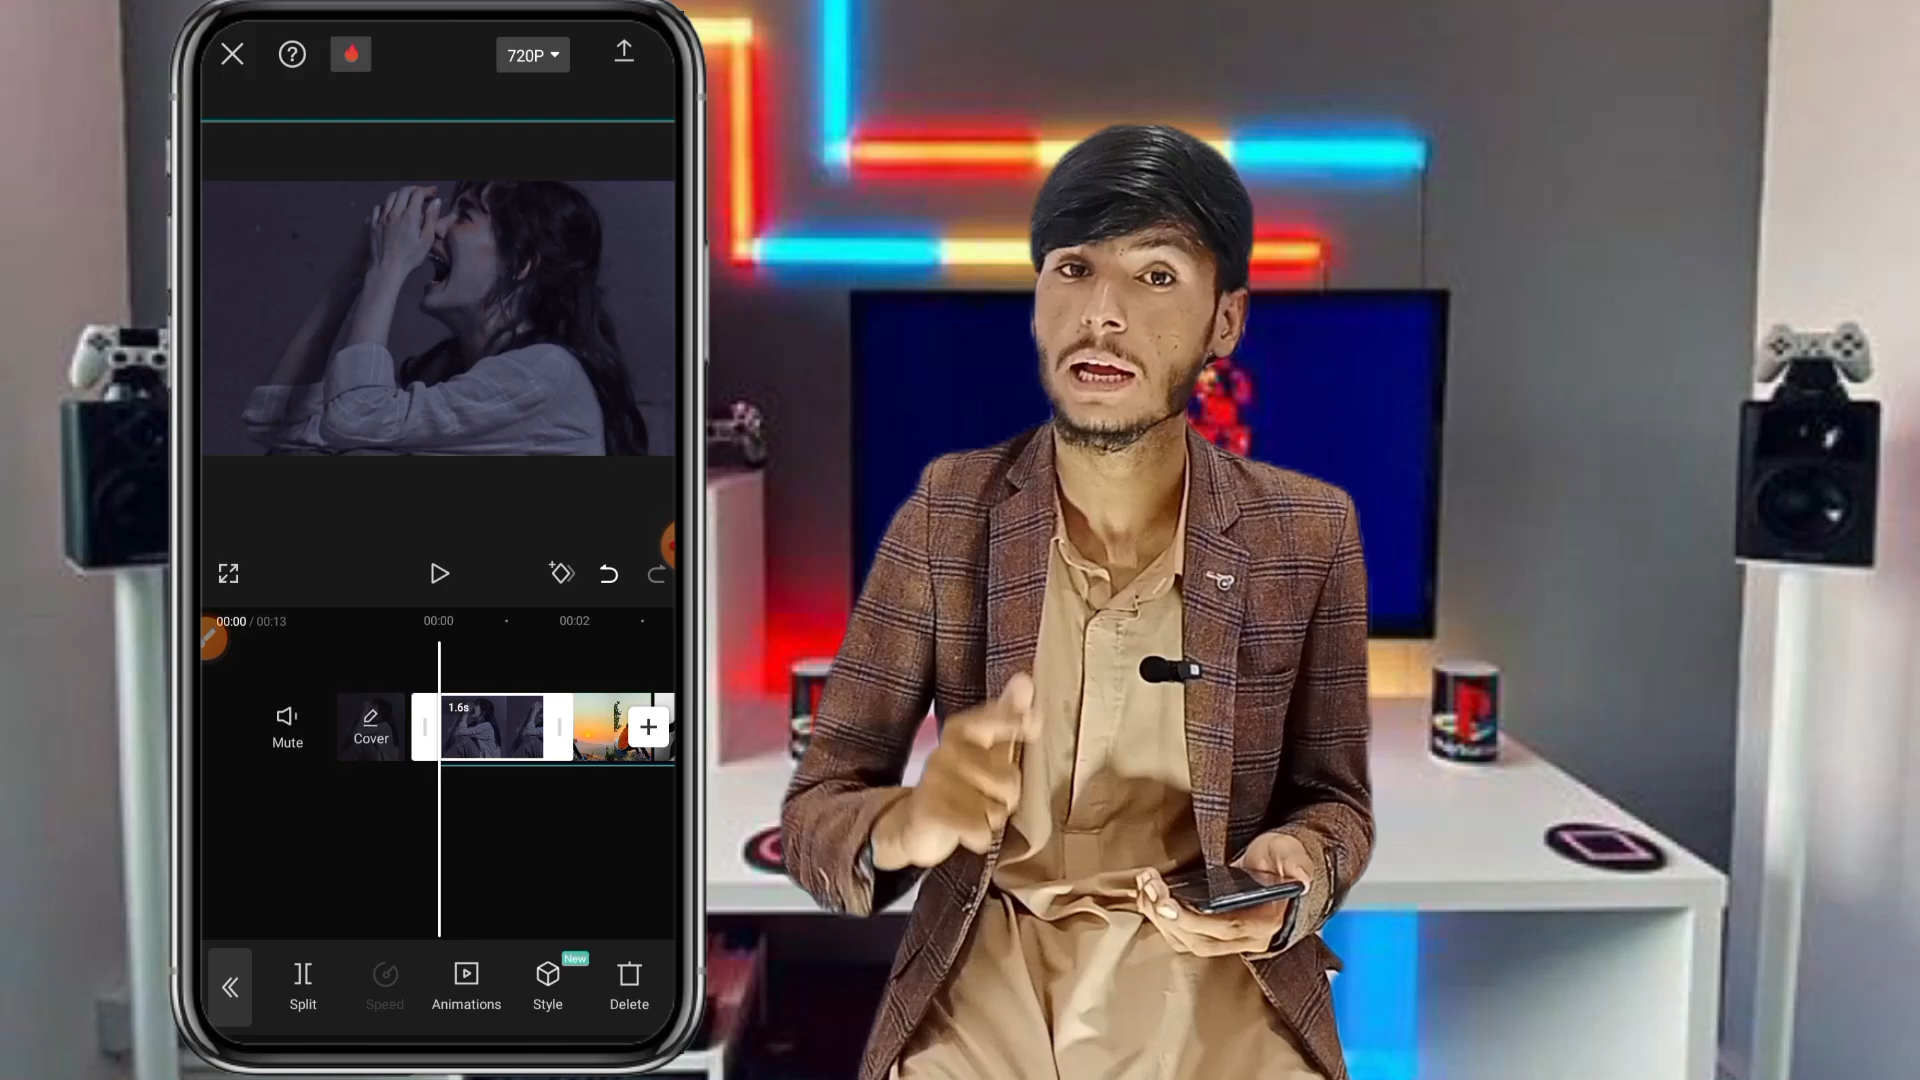 720P
00:00 / 00:13
00:00
00:02
Mute
Cover
1.6s
New
Split
Speed
Animations
Style
Delete